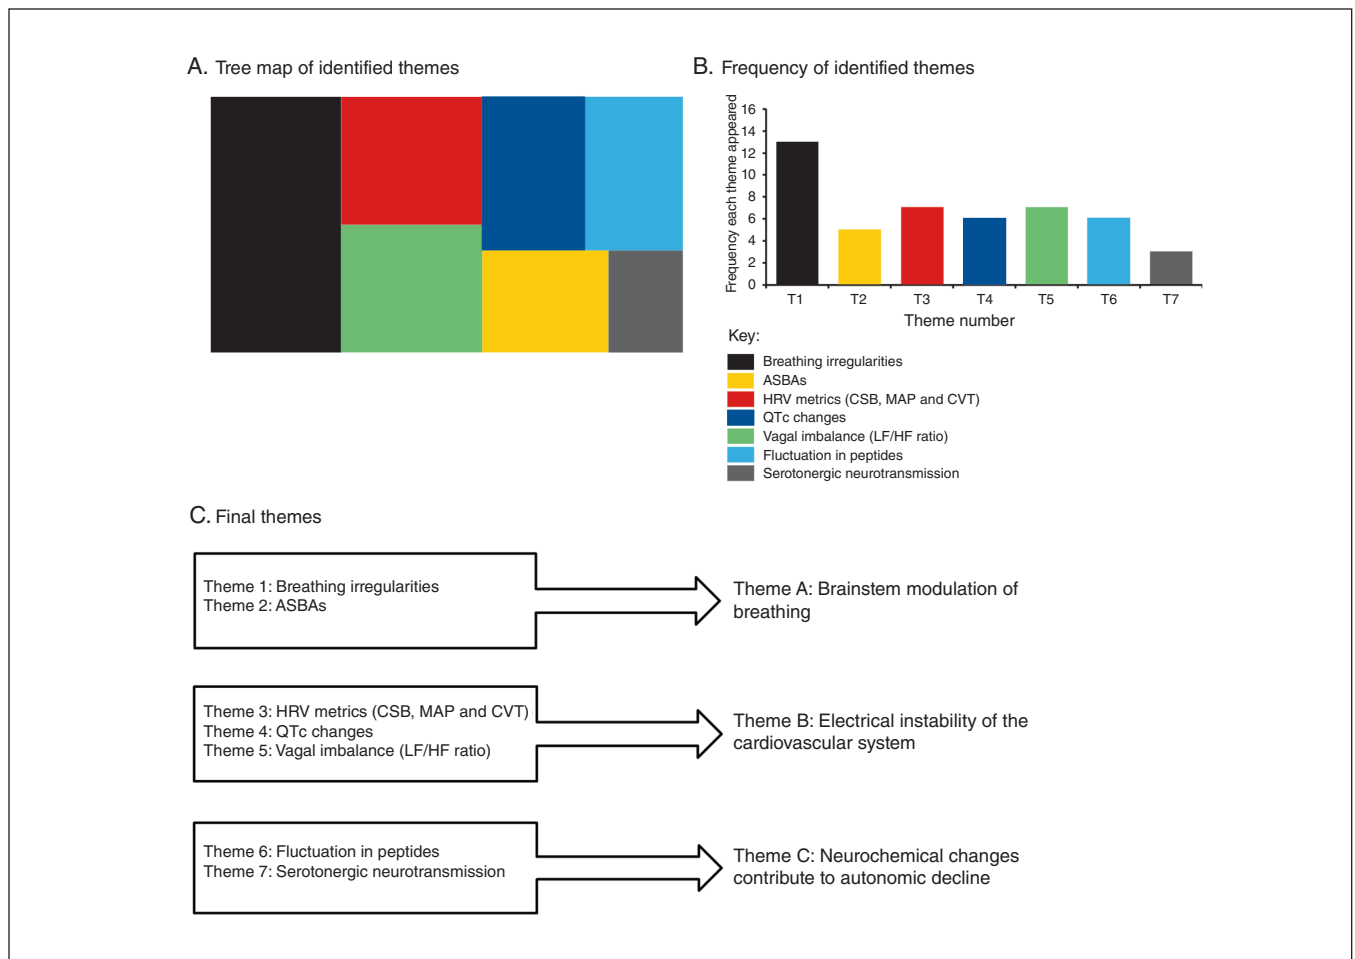 A. Tree map of identified themes
B. Frequency of identified themes
Frequency each theme appeared
16
14
12
10
8
6
4
2
0
T1 T2 T3 T4 T5 T6 T7
Theme number
Key:
Breathing irregularities
ASBAs
HRV metrics (CSB, MAP and CVT)
QTc changes
Vagal imbalance (LF/HF ratio)
Fluctuation in peptides
Serotonergic neurotransmission
C. Final themes
Theme 1: Breathing irregularities
Theme 2: ASBAs
Theme A: Brainstem modulation of
breathing
Theme 3: HRV metrics (CSB, MAP and CVT)
Theme 4: QTc changes
Theme 5: Vagal imbalance (LF/HF ratio)
Theme B: Electrical instability of the
cardiovascular system
Theme 6: Fluctuation in peptides
Theme 7: Serotonergic neurotransmission
Theme C: Neurochemical changes
contribute to autonomic decline